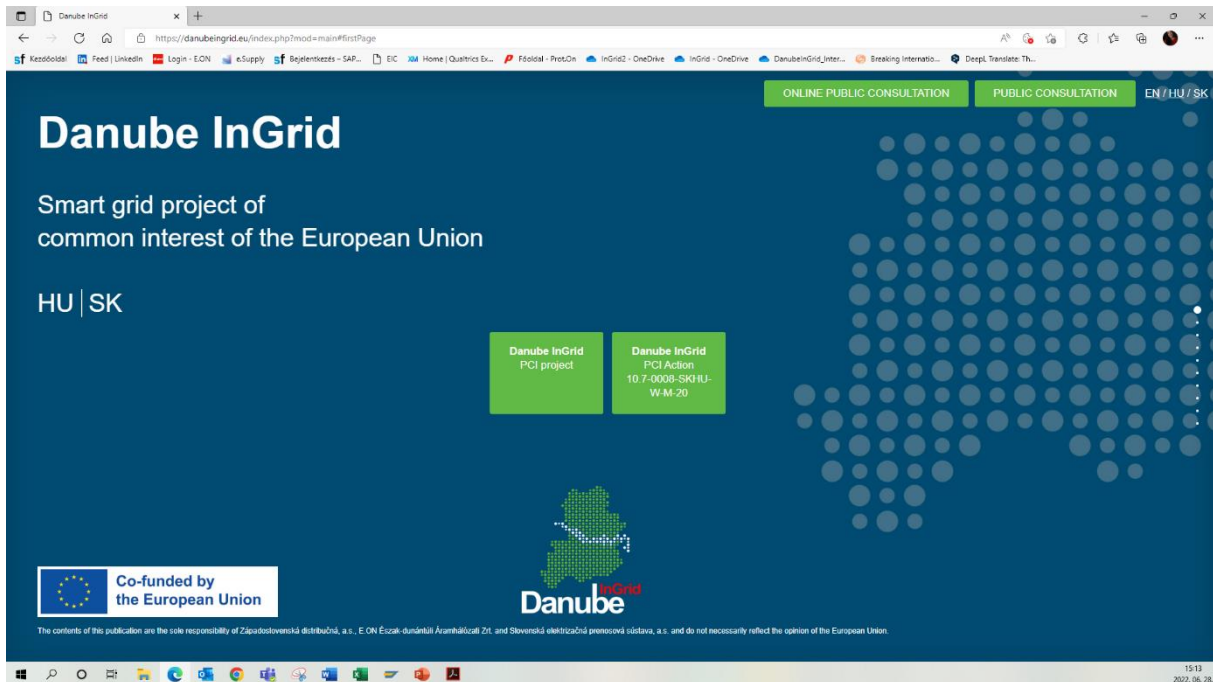 Danube InGrid
https://danubeingrid.eu/index.php?mod=main#firstPage
Kezdőoldal
Feed | LinkedIn
Login - E.ON
e.Supply
Bejelentkezés – SAP...
EIC
Home | Qualtrics Ex...
Főoldal - Prot.On
InGrid2 - OneDrive
InGrid - OneDrive
DanubeInGrid_Inter...
Breaking Internatio...
DeepL Translate: Th...
ONLINE PUBLIC CONSULTATION
PUBLIC CONSULTATION
EN / HU / SK
Danube InGrid
Smart grid project of
common interest of the European Union
HU | SK
Danube InGrid
PCI project
Danube InGrid
PCI Action
10.7-0008-SKHU-
W-M-20
InGrid
Danube
Co-funded by
the European Union
The contents of this publication are the sole responsibility of Západoslovenská distribučná, a.s., E.ON Észak-dunántúli Áramhálózati Zrt. and Slovenská elektrizačná prenosová sústava, a.s. and do not necessarily reflect the opinion of the European Union.
15:13
2022. 06. 28.